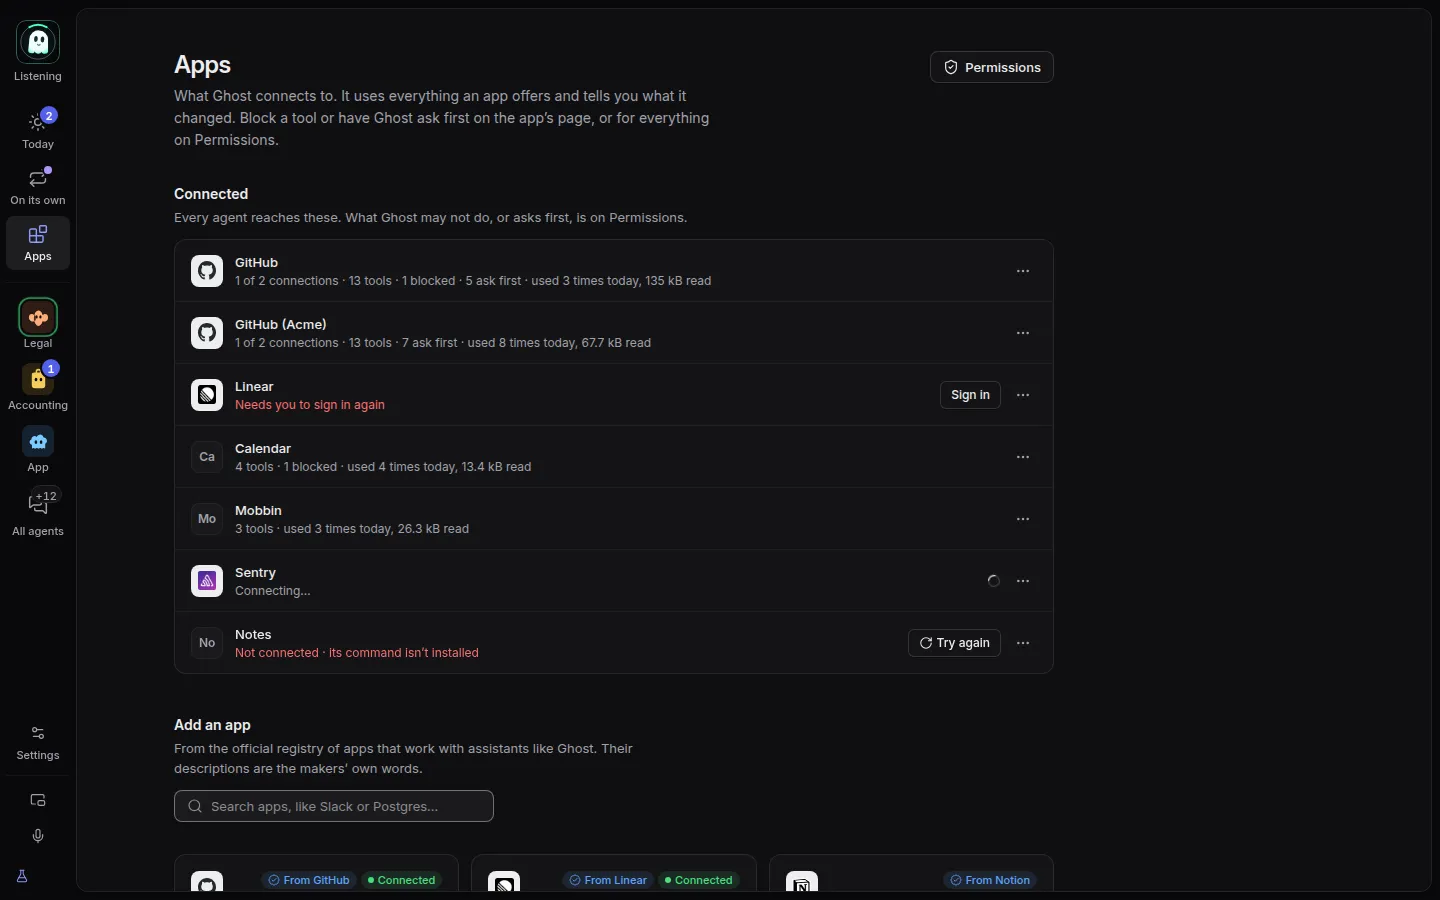 Listening
2
Today
On its own
Apps
Legal
1
Accounting
App
+12
All agents
Settings
Apps
Permissions
What Ghost connects to. It uses everything an app offers and tells you what it
changed. Block a tool or have Ghost ask first on the app’s page, or for everything
on Permissions.
Connected
Every agent reaches these. What Ghost may not do, or asks first, is on Permissions.
GitHub
1 of 2 connections · 13 tools · 1 blocked · 5 ask first · used 3 times today, 135 kB read
GitHub (Acme)
1 of 2 connections · 13 tools · 7 ask first · used 8 times today, 67.7 kB read
Linear
Needs you to sign in again
Sign in
Ca
Calendar
4 tools · 1 blocked · used 4 times today, 13.4 kB read
Mo
Mobbin
3 tools · used 3 times today, 26.3 kB read
Sentry
Connecting…
No
Notes
Not connected · its command isn’t installed
Try again
Add an app
From the official registry of apps that work with assistants like Ghost. Their
descriptions are the makers’ own words.
Search apps, like Slack or Postgres…
From GitHub
Connected
From Linear
Connected
From Notion